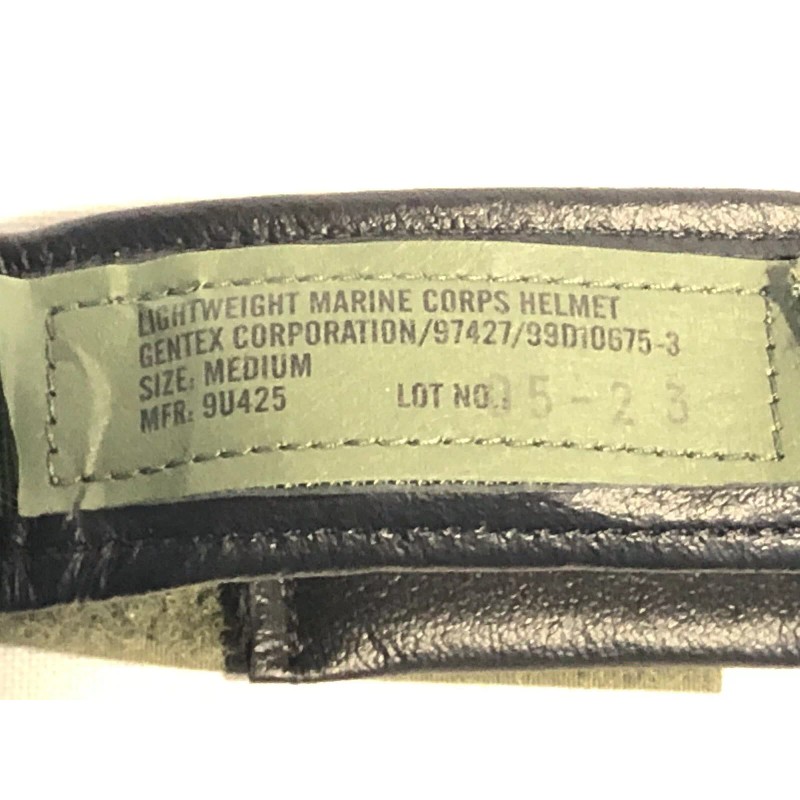 LIGHTWEIGHT MARINE CORPS HELMET
GENTEX CORPORATION/97427/99D10675-3
SIZE: MEDIUM
MFR: 9U425 LOT NO.: 05-23